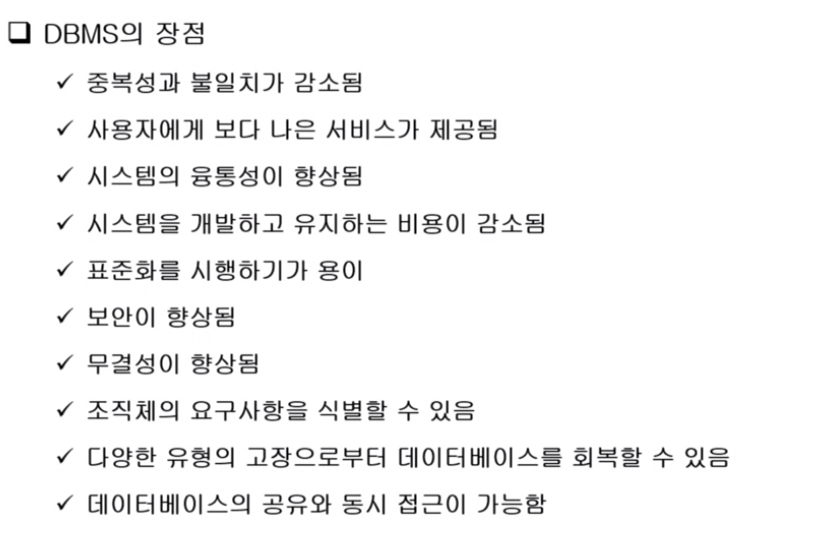 ❏ DBMS의 장점
✓ 중복성과 불일치가 감소됨
✓ 사용자에게 보다 나은 서비스가 제공됨
✓ 시스템의 융통성이 향상됨
✓ 시스템을 개발하고 유지하는 비용이 감소됨
✓ 표준화를 시행하기가 용이
✓ 보안이 향상됨
✓ 무결성이 향상됨
✓ 조직체의 요구사항을 식별할 수 있음
✓ 다양한 유형의 고장으로부터 데이터베이스를 회복할 수 있음
✓ 데이터베이스의 공유와 동시 접근이 가능함